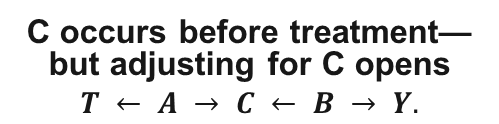 C occurs before treatment—
but adjusting for C opens
T ← A → C ← B → Y.